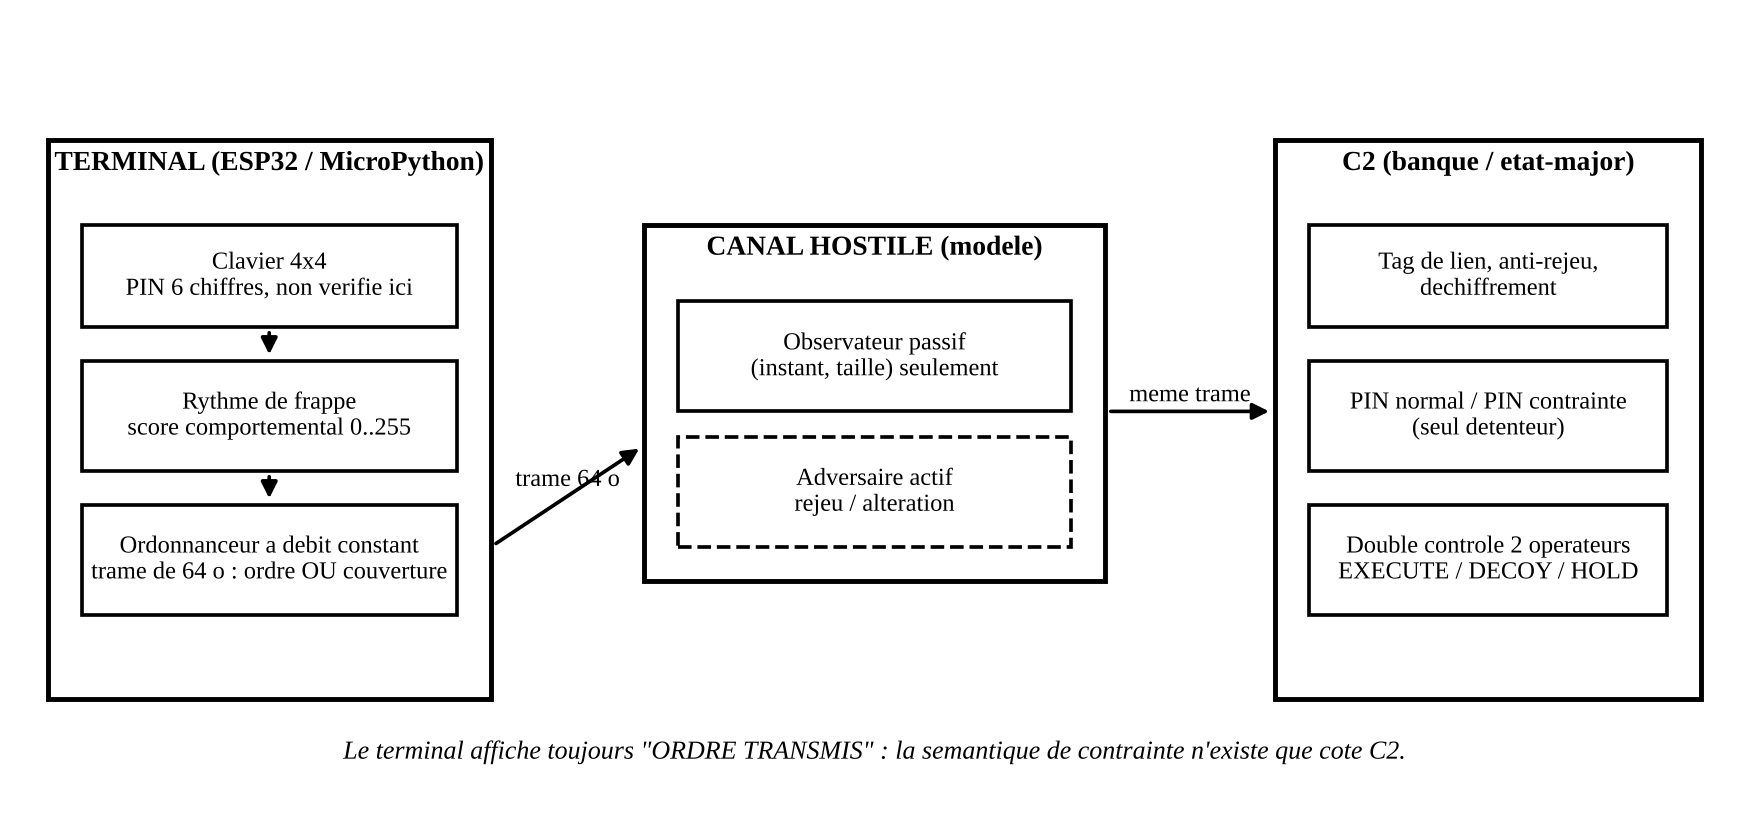 TERMINAL (ESP32 / MicroPython)
Clavier 4x4
PIN 6 chiffres, non verifie ici
Rythme de frappe
score comportemental 0..255
Ordonnanceur a debit constant
trame de 64 o : ordre OU couverture
trame 64 o
CANAL HOSTILE (modele)
Observateur passif
(instant, taille) seulement
Adversaire actif
rejeu / alteration
meme trame
C2 (banque / etat-major)
Tag de lien, anti-rejeu,
dechiffrement
PIN normal / PIN contrainte
(seul detenteur)
Double controle 2 operateurs
EXECUTE / DECOY / HOLD
Le terminal affiche toujours "ORDRE TRANSMIS" : la semantique de contrainte n'existe que cote C2.